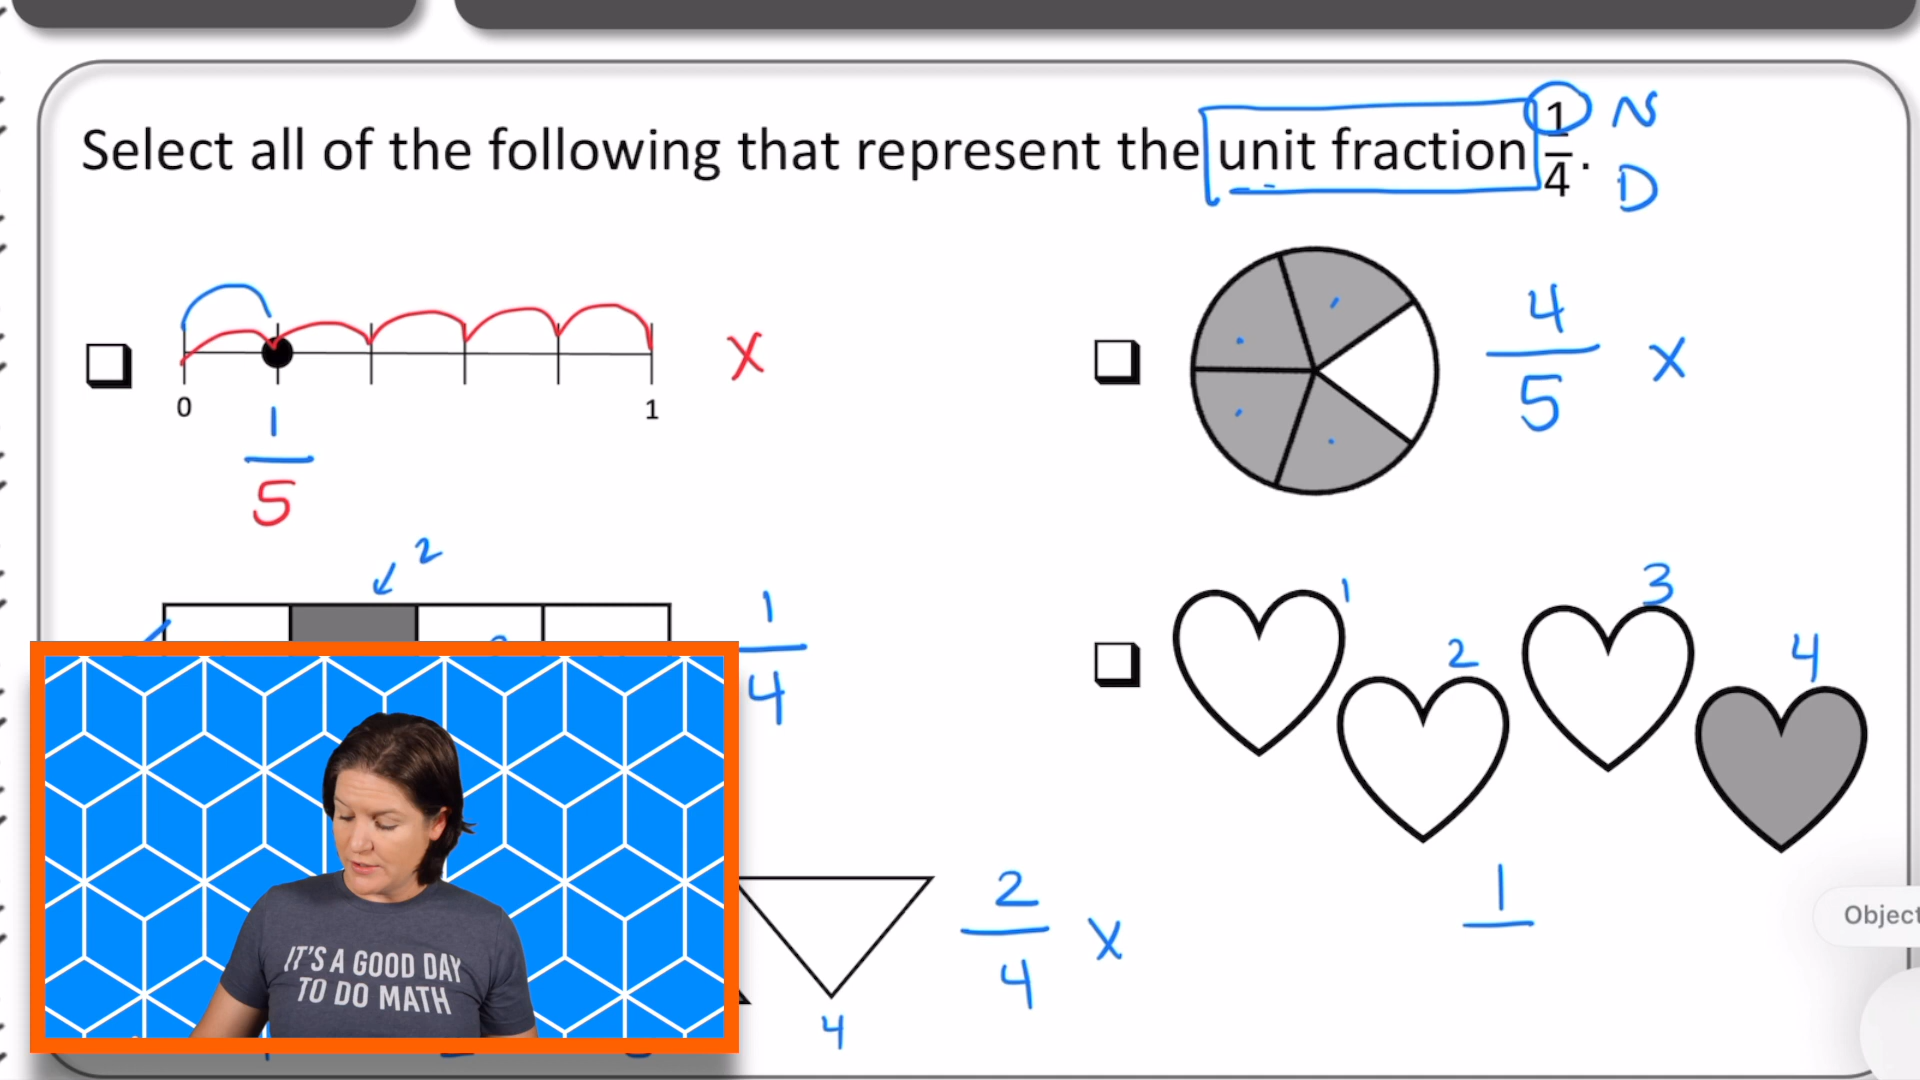 Select all of the following that represent the unit fraction 1/4.
N
D
0
1
1/5
X
4/5 X
2
1/4
1
2
3
4
1
2/4 X
4
IT'S A GOOD DAY
TO DO MATH
Object